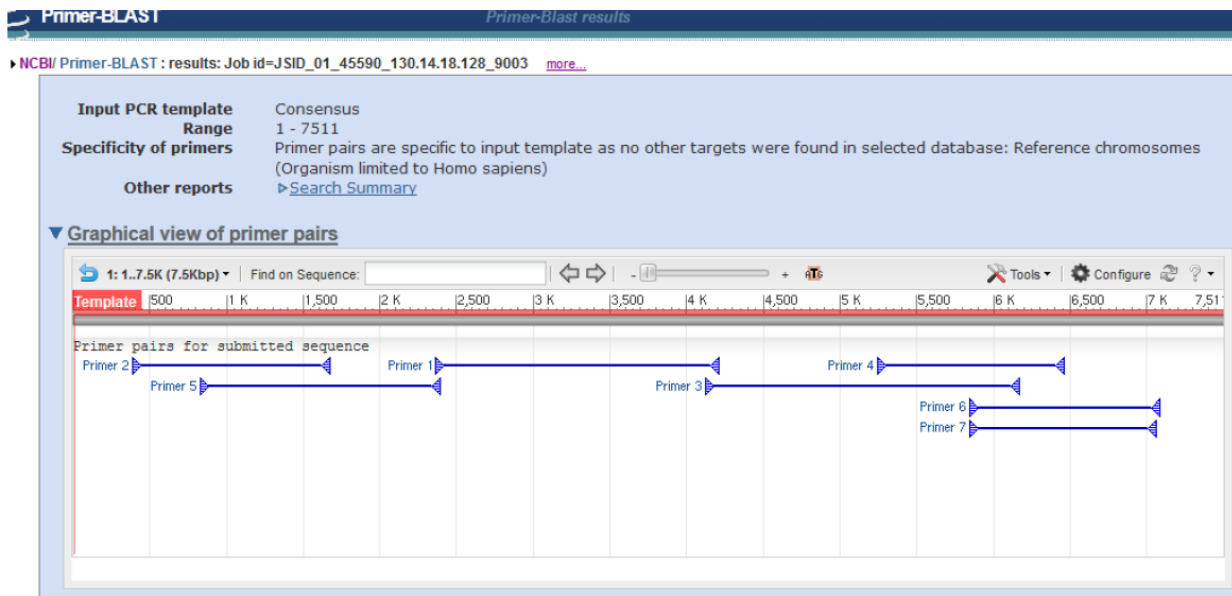 Primer-BLAST Primer-Blast results
NCBI/ Primer-BLAST : results: Job id=JSID_01_45590_130.14.18.128_9003 more...
Input PCR template Consensus
Range 1 - 7511
Specificity of primers Primer pairs are specific to input template as no other targets were found in selected database: Reference chromosomes
(Organism limited to Homo sapiens)
Other reports Search Summary
Graphical view of primer pairs
1: 1..7.5K (7.5Kbp) Find on Sequence: - + ATG Tools Configure ?
Template 500 1 K 1,500 2 K 2,500 3 K 3,500 4 K 4,500 5 K 5,500 6 K 6,500 7 K 7,511
Primer pairs for submitted sequence
Primer 2 Primer 1 Primer 4
Primer 5 Primer 3
Primer 6
Primer 7